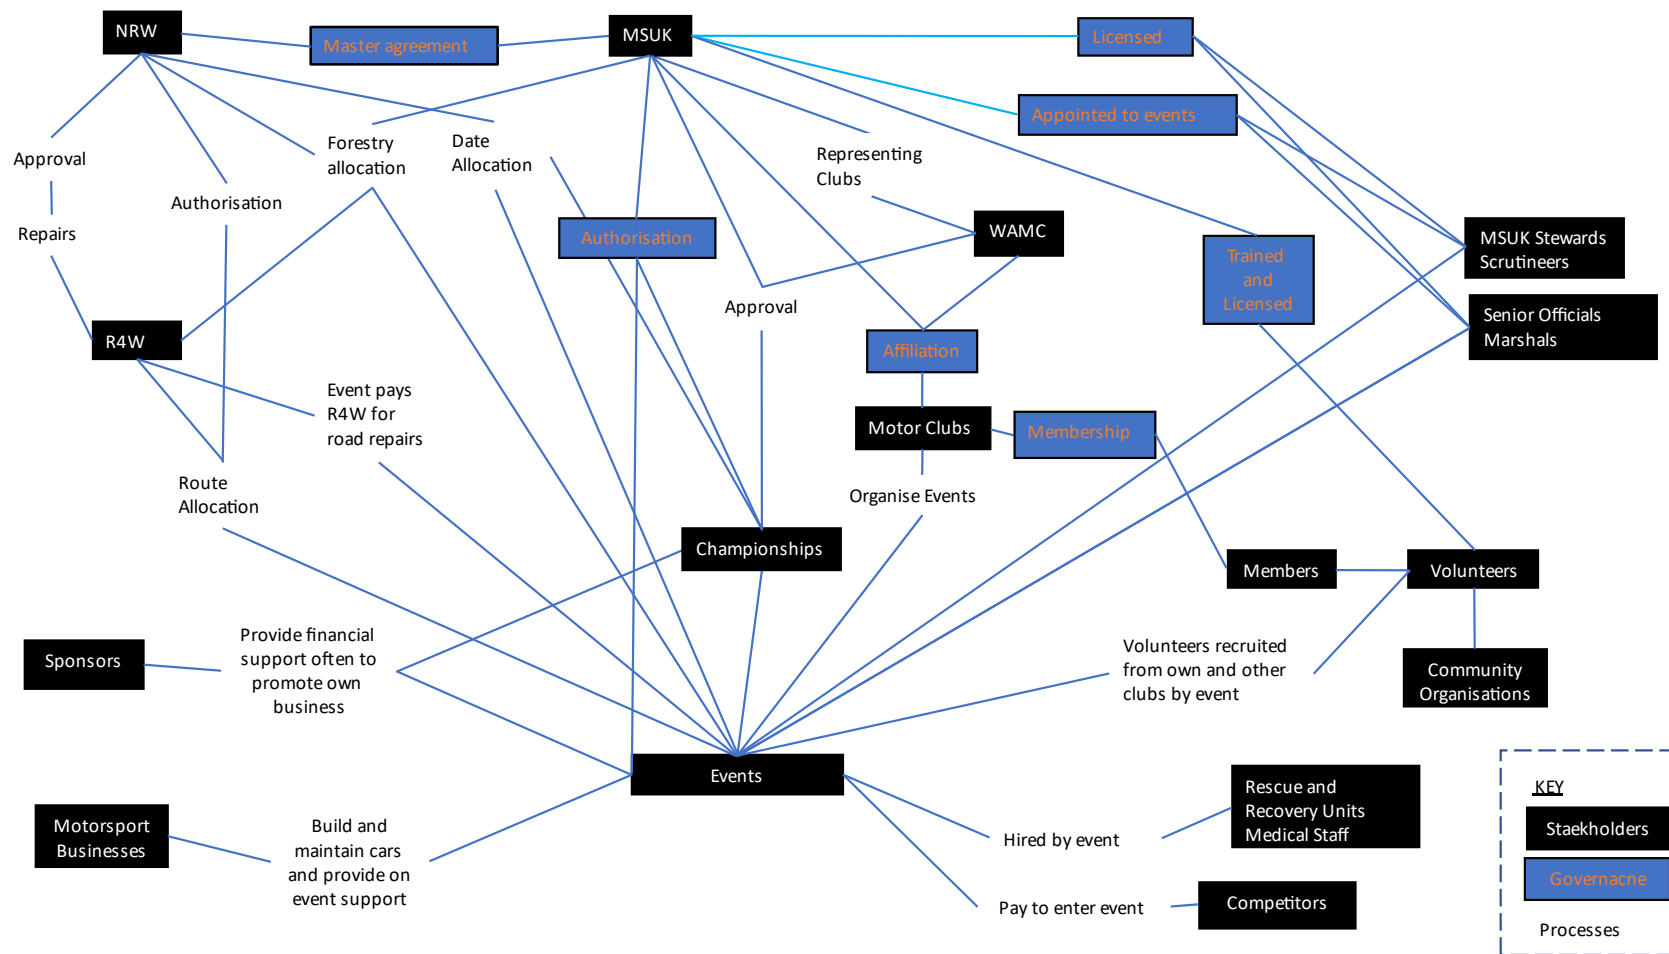 NRW
Master agreement
MSUK
Licensed
Appointed to events
Approval
Forestry
allocation
Date
Allocation
Representing
Clubs
Authorisation
Repairs
Authorisation
WAMC
MSUK Stewards
Scrutineers
Trained
and
Licensed
Approval
Senior Officials
Marshals
R4W
Affiliation
Event pays
R4W for
road repairs
Motor Clubs
Membership
Route
Allocation
Organise Events
Championships
Members
Volunteers
Sponsors
Provide financial
support often to
promote own
business
Volunteers recruited
from own and other
clubs by event
Community
Organisations
Events
Motorsport
Businesses
Build and
maintain cars
and provide on
event support
Hired by event
Rescue and
Recovery Units
Medical Staff
Pay to enter event
Competitors
KEY
Staekholders
Governacne
Processes